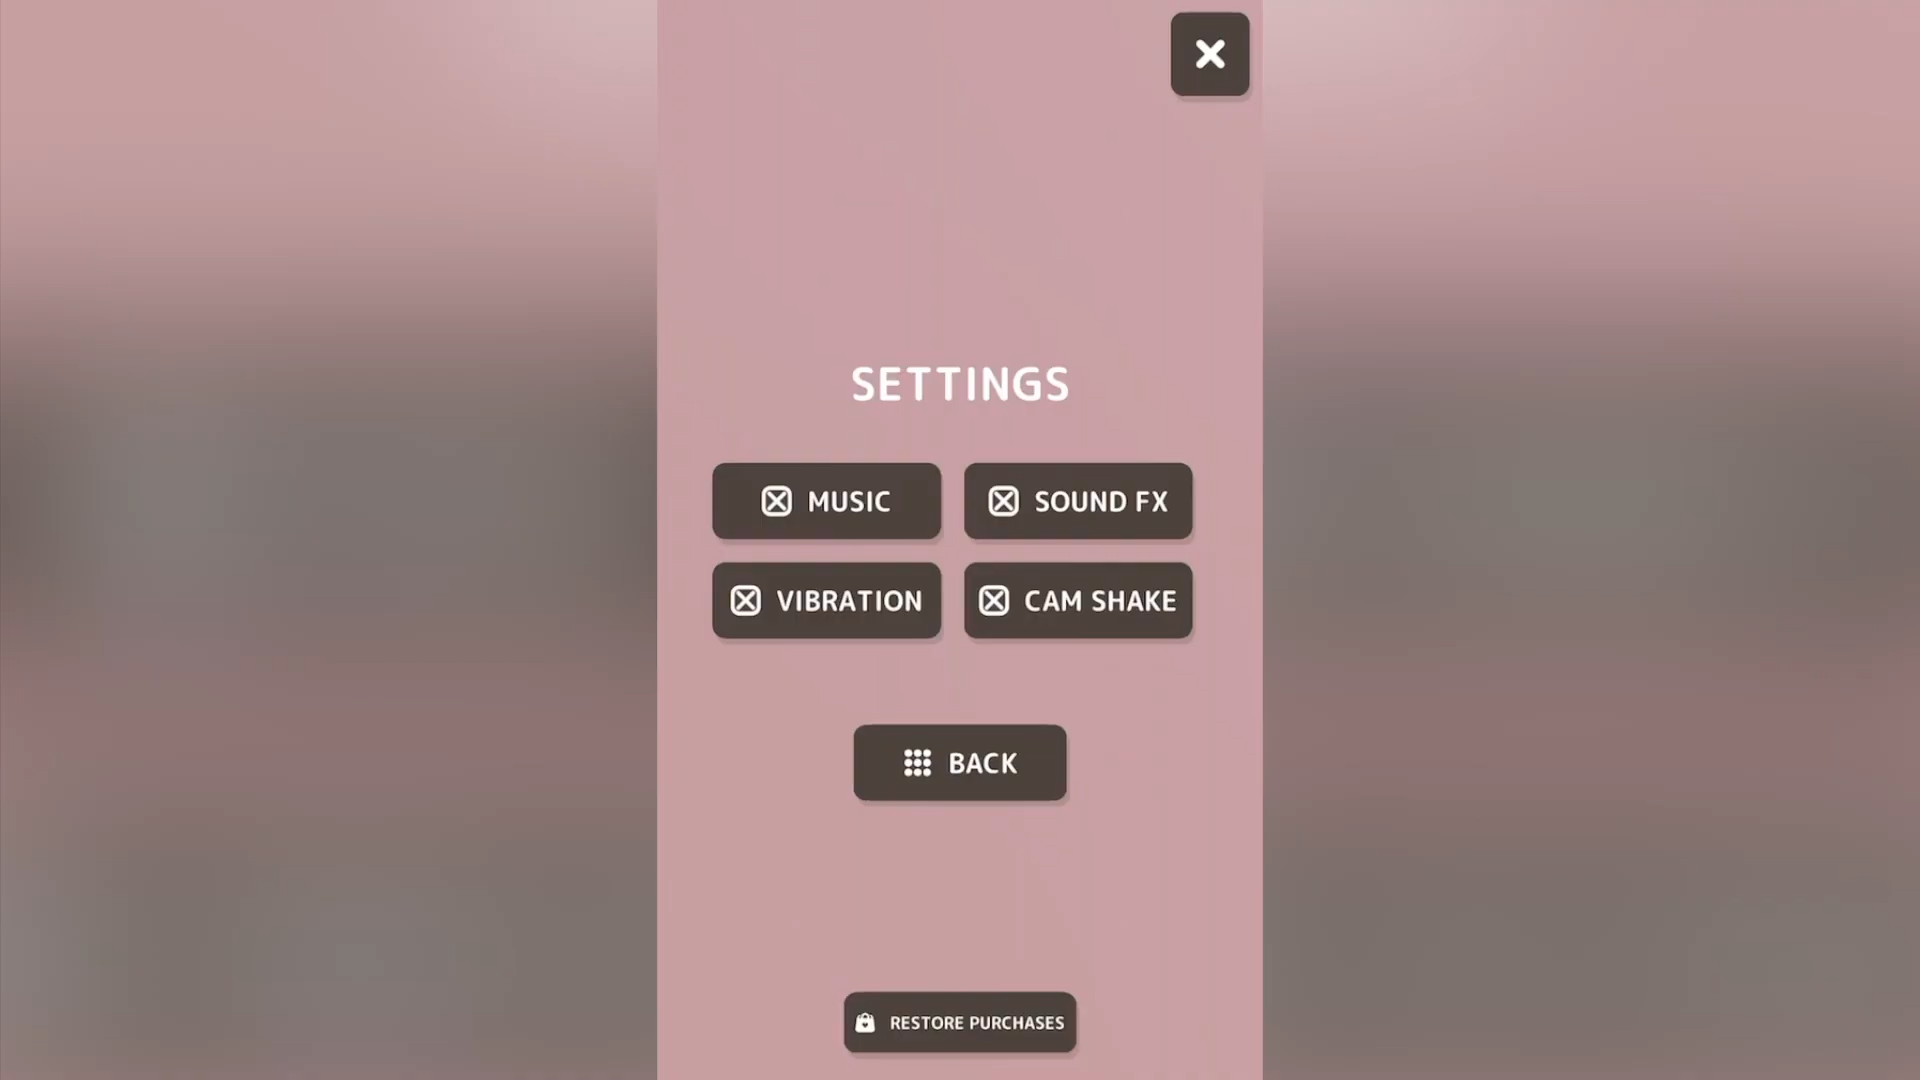 SETTINGS
MUSIC
SOUND FX
VIBRATION
CAM SHAKE
BACK
RESTORE PURCHASES